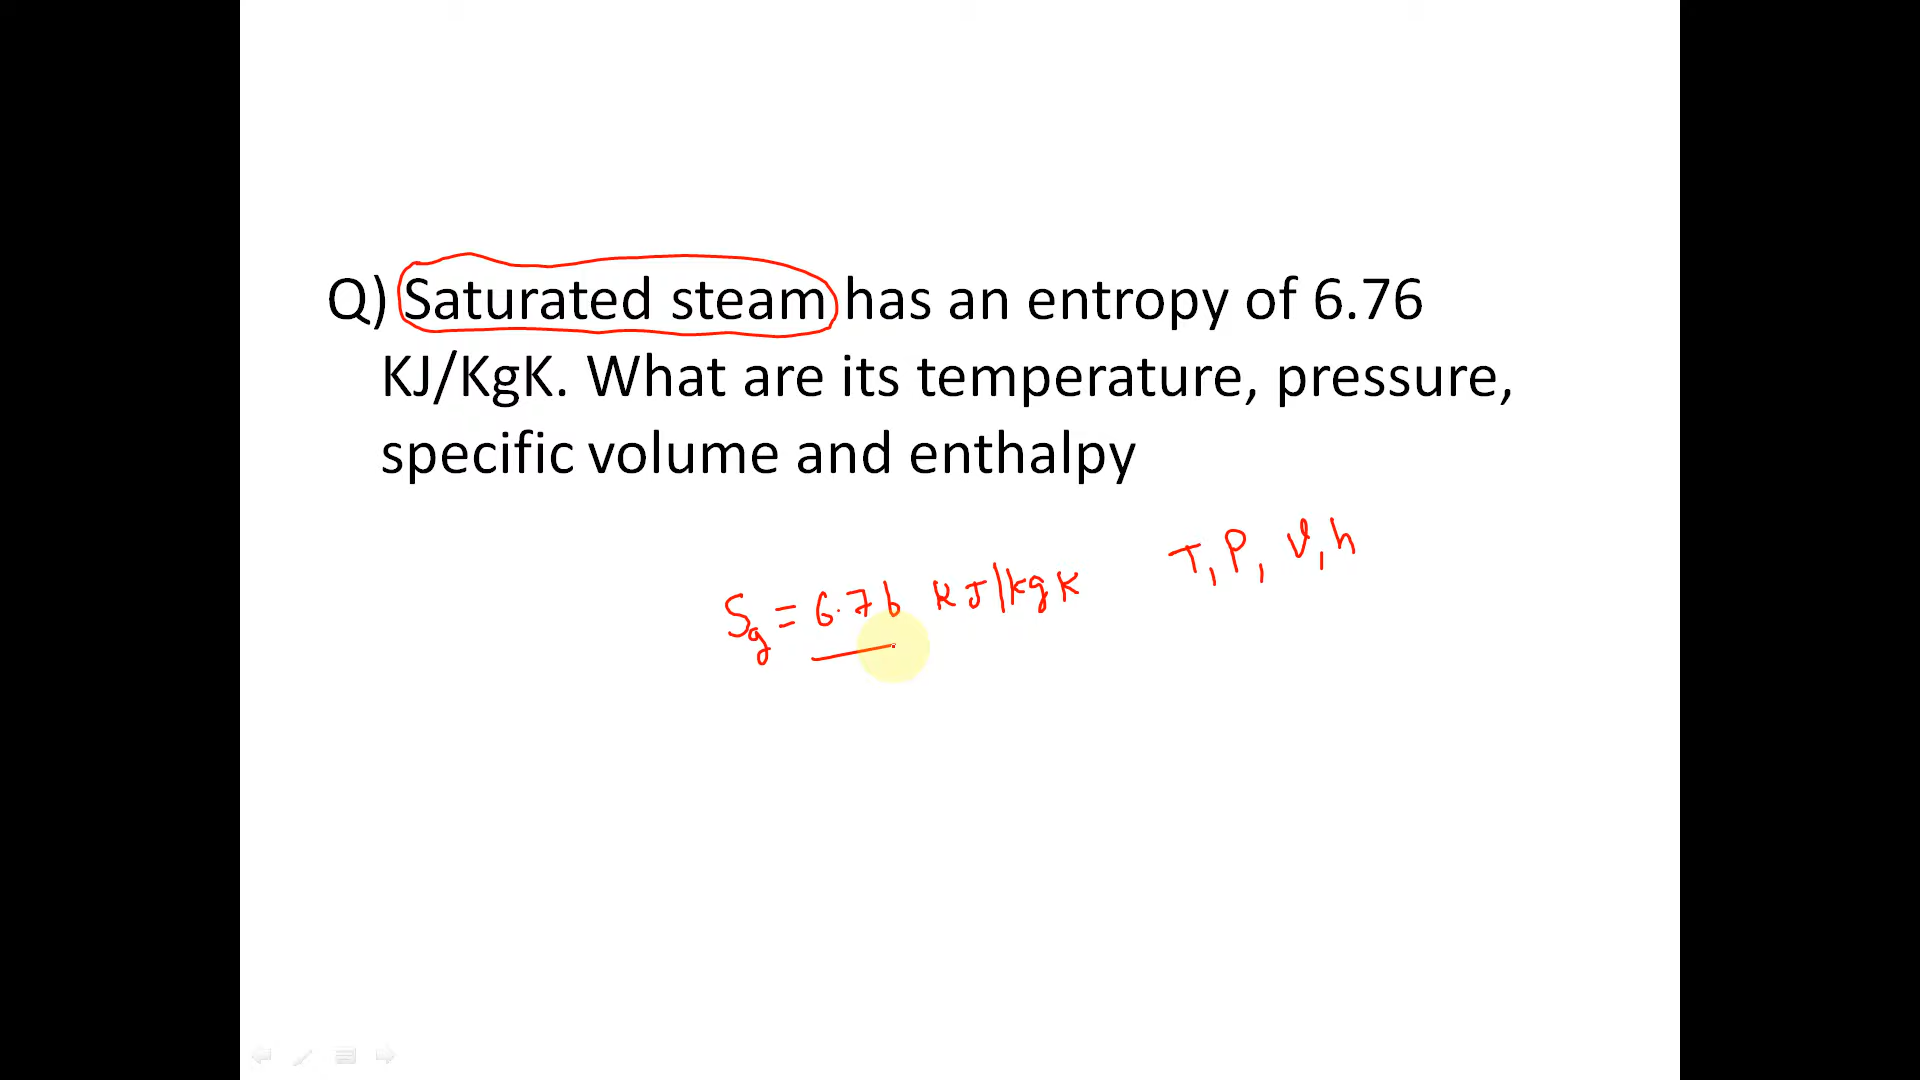 Q) Saturated steam has an entropy of 6.76
KJ/KgK. What are its temperature, pressure,
specific volume and enthalpy
T, P, v, h
Sg = 6.76 KJ/kgK